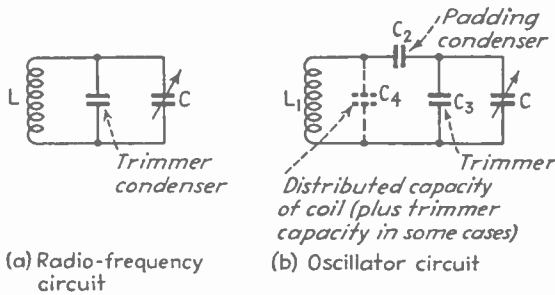 Padding
condenser
C2
L
C
L1
C4
C3
C
Trimmer
condenser
Trimmer
Distributed capacity
of coil (plus trimmer
capacity in some cases)
(a) Radio-frequency
circuit
(b) Oscillator circuit